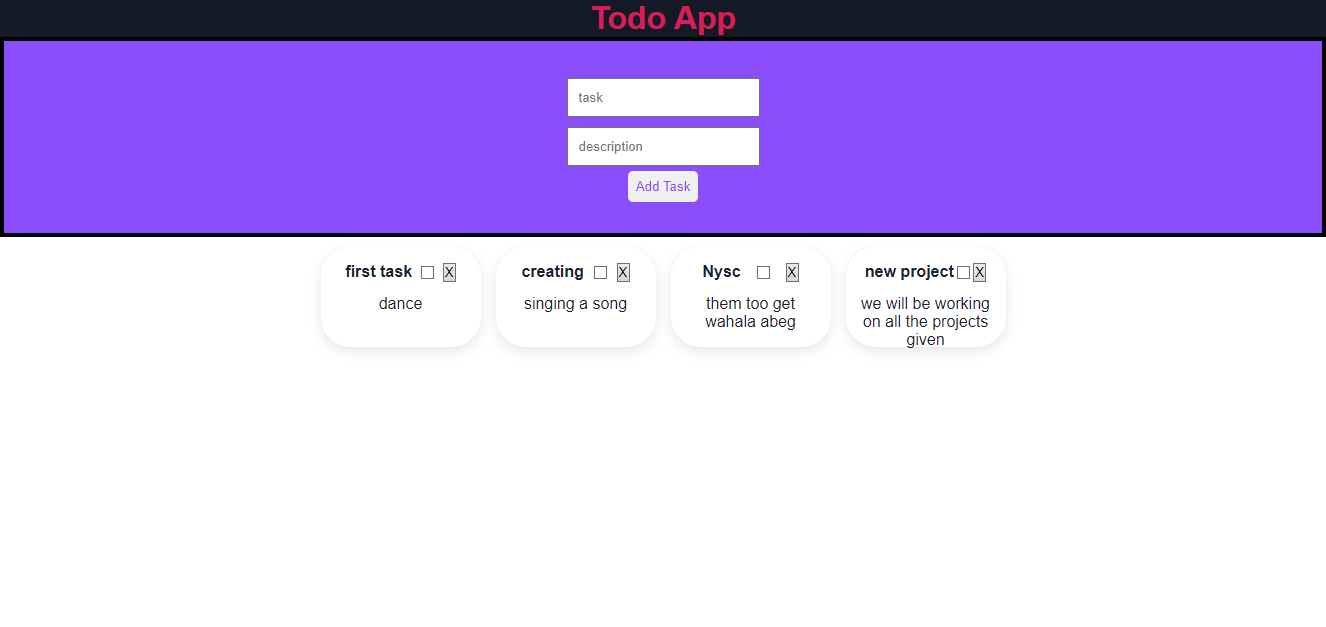 Todo App
task
description
Add Task
first task X
dance
creating X
singing a song
Nysc X
them too get
wahala abeg
new project X
we will be working
on all the projects
given